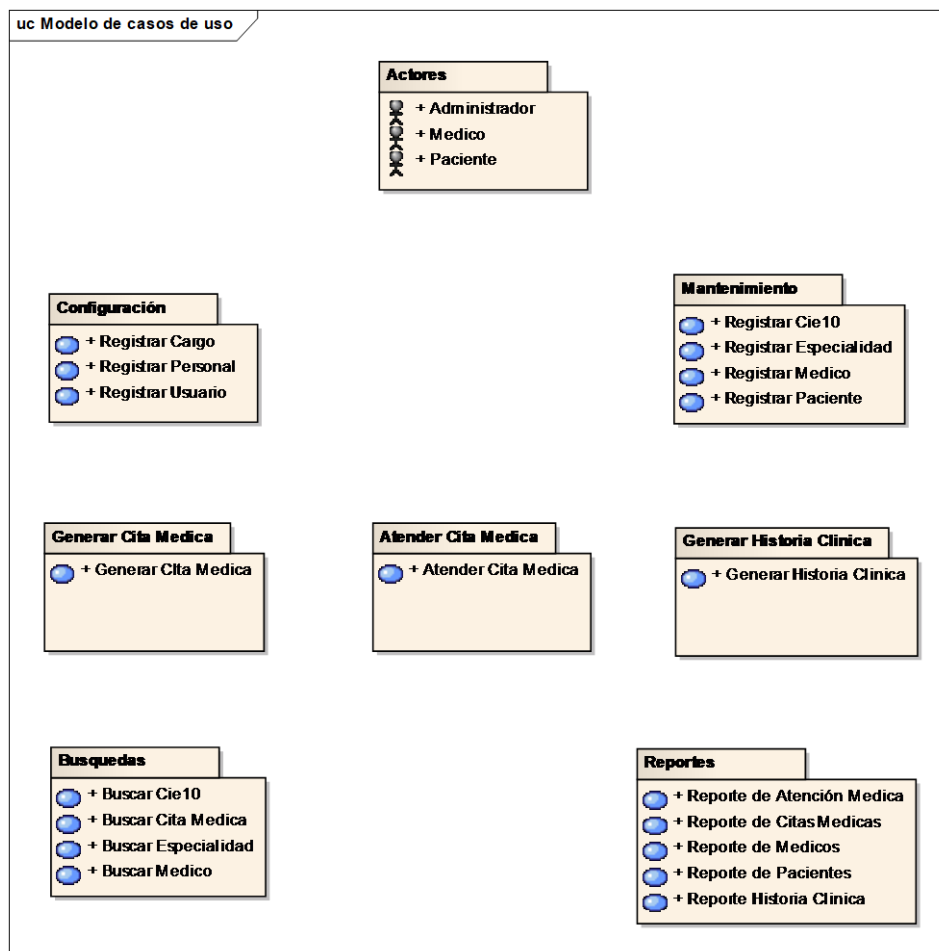 uc Modelo de casos de uso
Actores
+ Administrador
+ Medico
+ Paciente
Configuración
+ Registrar Cargo
+ Registrar Personal
+ Registrar Usuario
Mantenimiento
+ Registrar Cie10
+ Registrar Especialidad
+ Registrar Medico
+ Registrar Paciente
Generar Cita Medica
+ Generar CIta Medica
Atender Cita Medica
+ Atender Cita Medica
Generar Historia Clinica
+ Generar Historia Clinica
Busquedas
+ Buscar Cie10
+ Buscar Cita Medica
+ Buscar Especialidad
+ Buscar Medico
Reportes
+ Reporte de Atención Medica
+ Reporte de Citas Medicas
+ Reporte de Medicos
+ Reporte de Pacientes
+ Reporte Historia Clinica